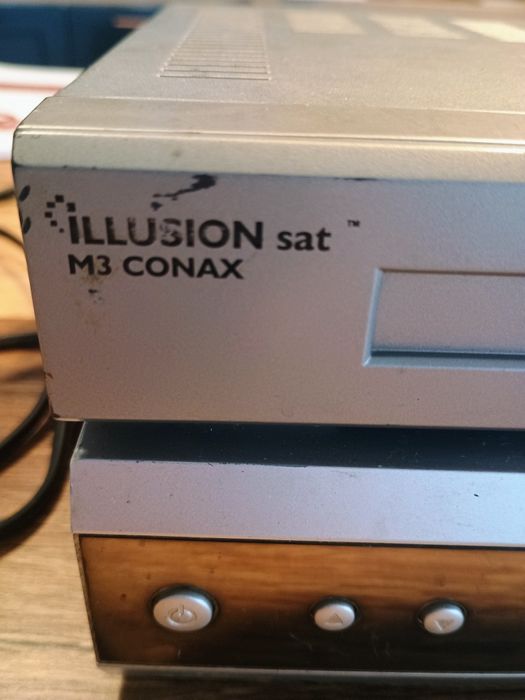 ILLUSION sat ™
M3 CONAX